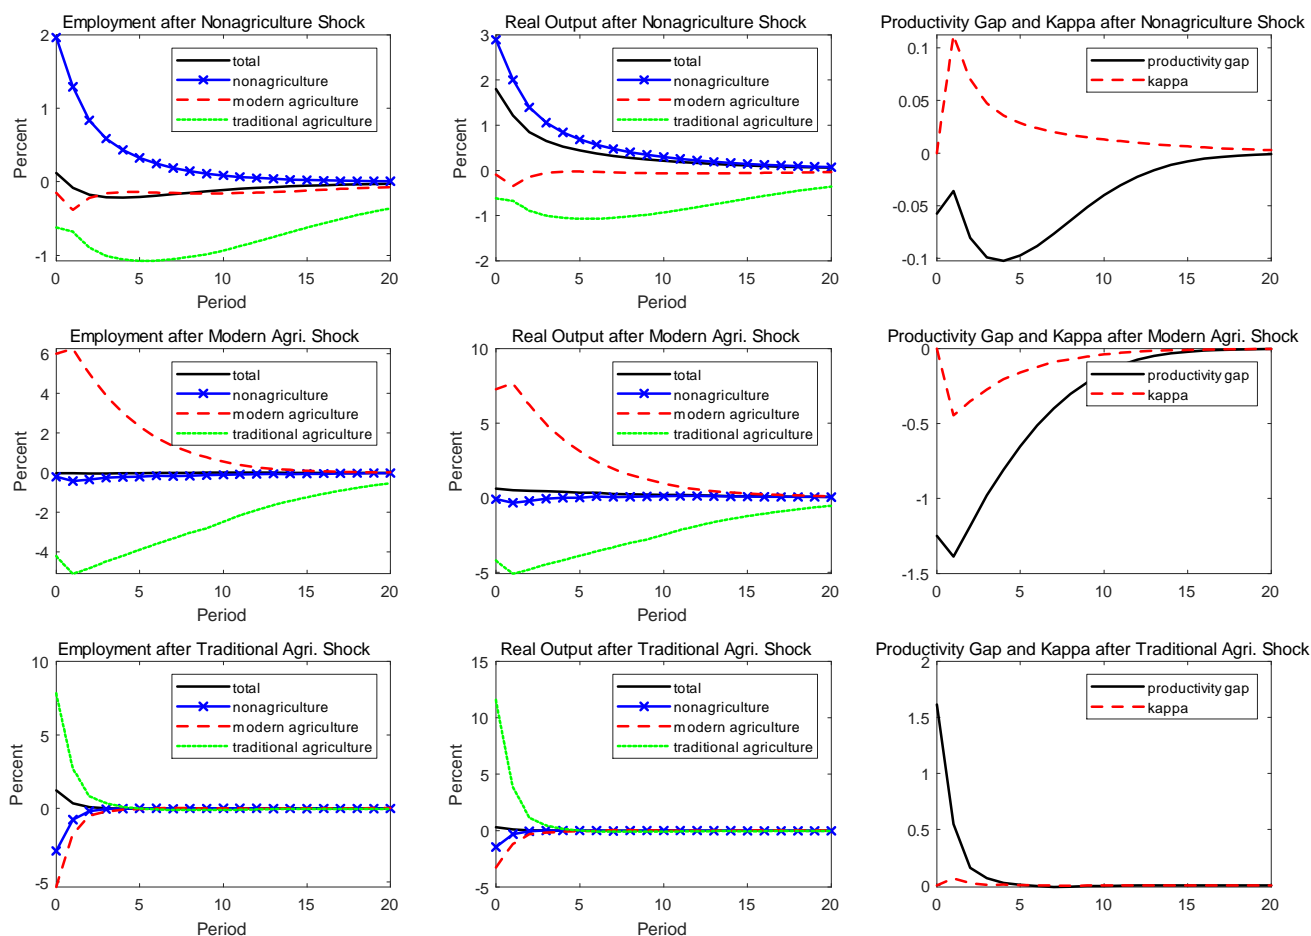 Employment after Nonagriculture Shock
2
1
0
-1
Percent
total
nonagriculture
modern agriculture
traditional agriculture
0 5 10 15 20
Period
Real Output after Nonagriculture Shock
3
2
1
0
-1
-2
Percent
total
nonagriculture
modern agriculture
traditional agriculture
0 5 10 15 20
Period
Productivity Gap and Kappa after Nonagriculture Shock
0.1
0.05
0
-0.05
-0.1
productivity gap
kappa
0 5 10 15 20
Employment after Modern Agri. Shock
6
4
2
0
-2
-4
Percent
total
nonagriculture
modern agriculture
traditional agriculture
0 5 10 15 20
Period
Real Output after Modern Agri. Shock
10
5
0
-5
Percent
total
nonagriculture
modern agriculture
traditional agriculture
0 5 10 15 20
Period
Productivity Gap and Kappa after Modern Agri. Shock
0
-0.5
-1
-1.5
productivity gap
kappa
0 5 10 15 20
Employment after Traditional Agri. Shock
10
5
0
-5
Percent
total
nonagriculture
modern agriculture
traditional agriculture
0 5 10 15 20
Period
Real Output after Traditional Agri. Shock
15
10
5
0
-5
Percent
total
nonagriculture
modern agriculture
traditional agriculture
0 5 10 15 20
Period
Productivity Gap and Kappa after Traditional Agri. Shock
2
1.5
1
0.5
0
productivity gap
kappa
0 5 10 15 20